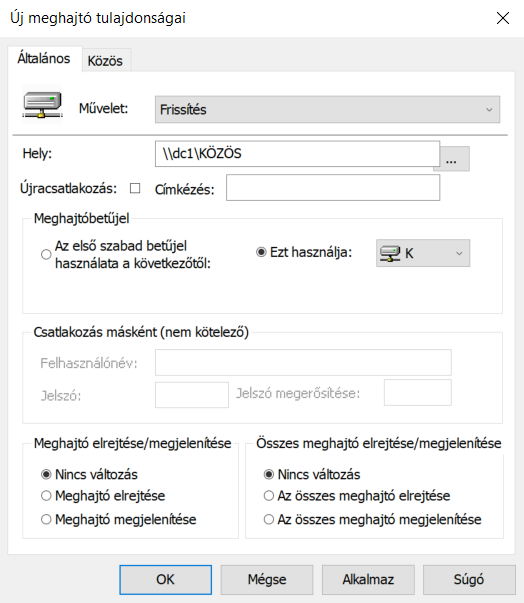 Új meghajtó tulajdonságai
Általános
Közös
Művelet:
Frissítés
Hely:
\\dc1\KÖZÖS
...
Újracsatlakozás:
Címkézés:
Meghajtóbetűjel
Az első szabad betűjel
használata a következőtől:
Ezt használja:
K
Csatlakozás másként (nem kötelező)
Felhasználónév:
Jelszó:
Jelszó megerősítése:
Meghajtó elrejtése/megjelenítése
Nincs változás
Meghajtó elrejtése
Meghajtó megjelenítése
Összes meghajtó elrejtése/megjelenítése
Nincs változás
Az összes meghajtó elrejtése
Az összes meghajtó megjelenítése
OK
Mégse
Alkalmaz
Súgó